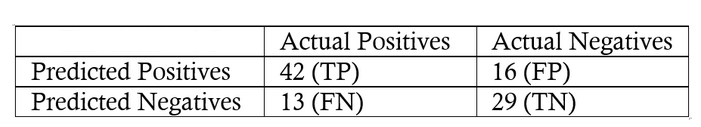 Actual Positives Actual Negatives
Predicted Positives 42 (TP) 16 (FP)
Predicted Negatives 13 (FN) 29 (TN)